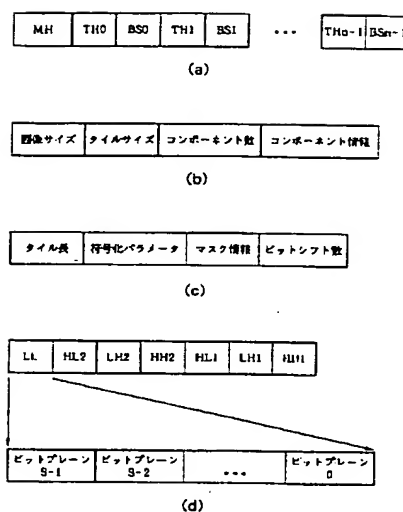 MH TH0 BS0 TH1 BS1 ... THn-1 BSn-1
(a)
画像サイズ タイルサイズ コンポーネント数 コンポーネント情報
(b)
タイル長 符号化パラメータ マスク情報 ビットシフト数
(c)
LL HL2 LH2 HH2 HL1 LH1 HH1
ビットプレーン ビットプレーン ... ビットプレーン
S-1 S-2 0
(d)